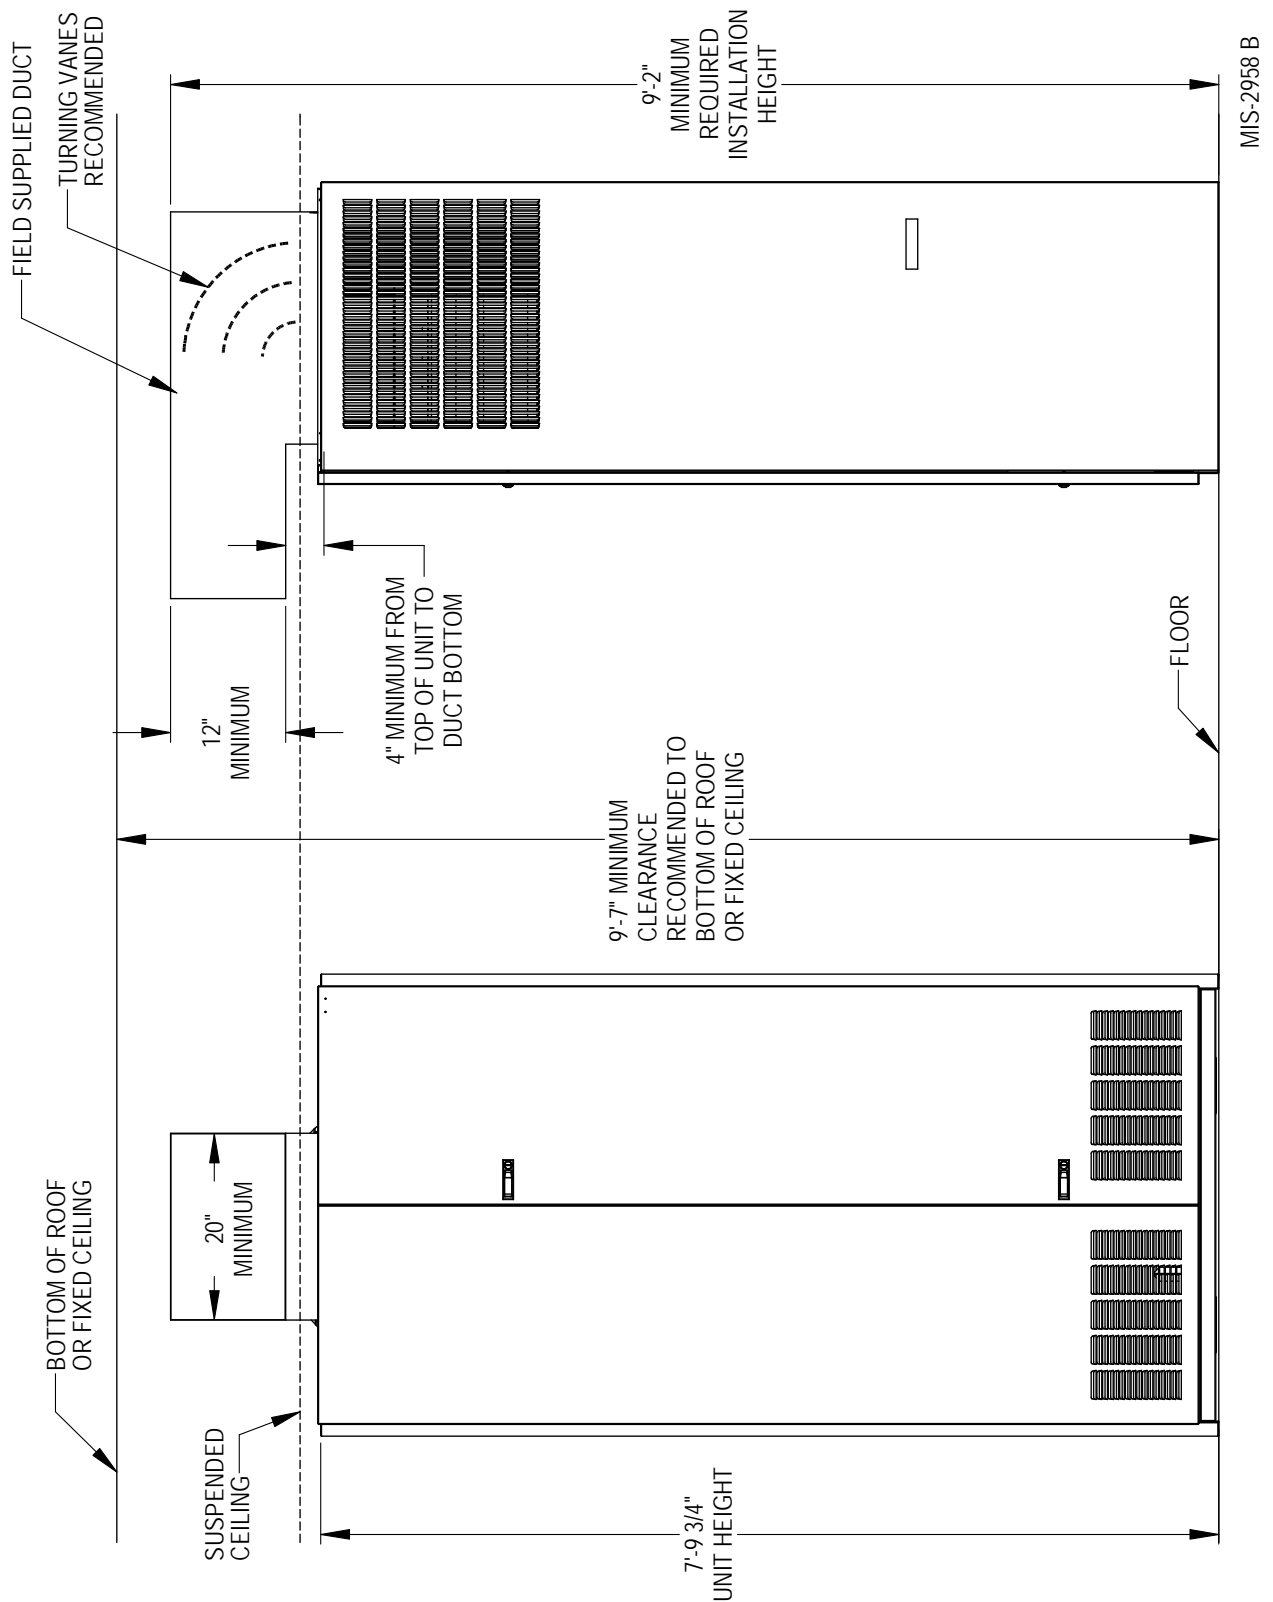 BOTTOM OF ROOF
OR FIXED CEILING
SUSPENDED
CEILING
20"
MINIMUM
7'-9 3/4"
UNIT HEIGHT
9'-7" MINIMUM
CLEARANCE
RECOMMENDED TO
BOTTOM OF ROOF
OR FIXED CEILING
12"
MINIMUM
4" MINIMUM FROM
TOP OF UNIT TO
DUCT BOTTOM
FLOOR
FIELD SUPPLIED DUCT
TURNING VANES
RECOMMENDED
9'-2"
MINIMUM
REQUIRED
INSTALLATION
HEIGHT
MIS-2958 B